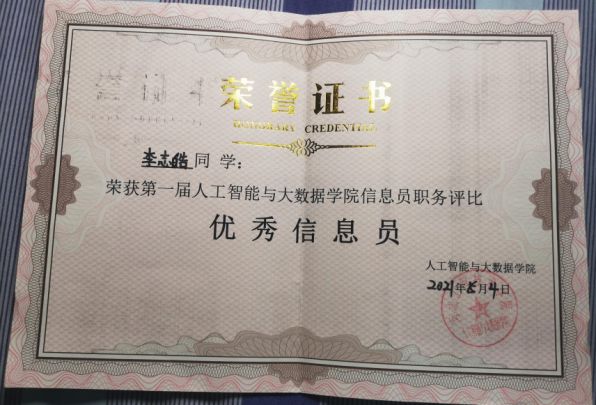 荣誉证书
HONORARY CREDENTIAL
李志皓同学：
荣获第一届人工智能与大数据学院信息员职务评比
优秀信息员
人工智能与大数据学院
2021年5月4日